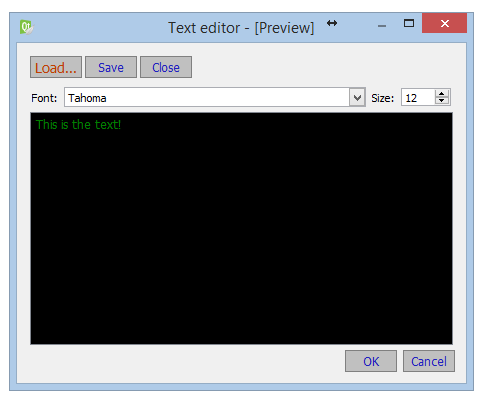 Text editor - [Preview]
Load... Save Close
Font: Tahoma Size: 12
This is the text!
OK Cancel